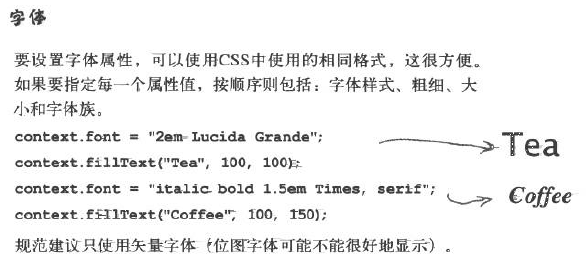 字体
要设置字体属性，可以使用CSS中使用的相同格式，这很方便。
如果要指定每一个属性值，按顺序则包括：字体样式、粗细、大
小和字体族。
context.font = "2em Lucida Grande";
context.fillText("Tea", 100, 100);
Tea
context.font = "italic bold 1.5em Times, serif";
context.fillText("Coffee", 100, 150);
Coffee
规范建议只使用矢量字体（位图字体可能不能很好地显示）。